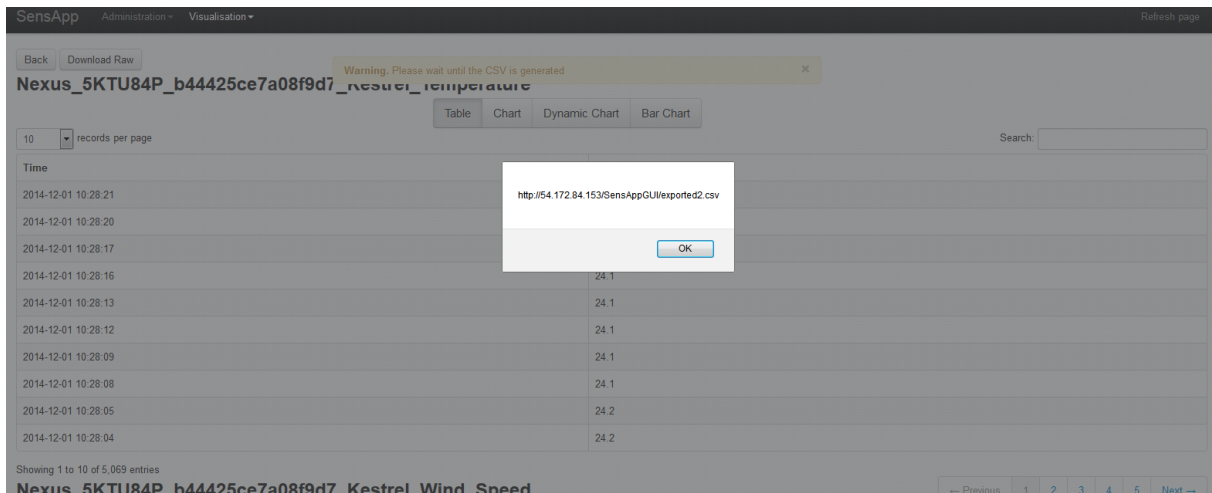 SensApp Administration Visualisation Refresh page
Back Download Raw
Warning. Please wait until the CSV is generated ×
Nexus_5KTU84P_b44425ce7a08f9d7_Kestrel_Temperature
Table Chart Dynamic Chart Bar Chart
10 records per page Search:
Time
http://54.172.84.153/SensAppGUI/exported2.csv
OK
2014-12-01 10:28:21
2014-12-01 10:28:20
2014-12-01 10:28:17
2014-12-01 10:28:16 24.1
2014-12-01 10:28:13 24.1
2014-12-01 10:28:12 24.1
2014-12-01 10:28:09 24.1
2014-12-01 10:28:08 24.1
2014-12-01 10:28:05 24.2
2014-12-01 10:28:04 24.2
Showing 1 to 10 of 5,069 entries
← Previous 1 2 3 4 5 Next →
Nexus_5KTU84P_b44425ce7a08f9d7_Kestrel_Wind_Speed